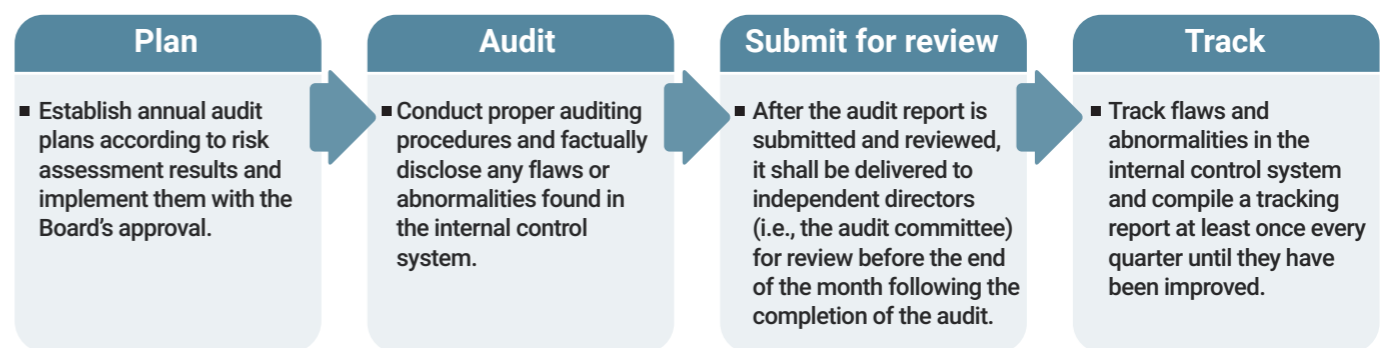 Plan
■ Establish annual audit
plans according to risk
assessment results and
implement them with the
Board's approval.
Audit
■ Conduct proper auditing
procedures and factually
disclose any flaws or
abnormalities found in
the internal control
system.
Submit for review
■ After the audit report is
submitted and reviewed,
it shall be delivered to
independent directors
(i.e., the audit committee)
for review before the end
of the month following the
completion of the audit.
Track
■ Track flaws and
abnormalities in the
internal control system
and compile a tracking
report at least once every
quarter until they have
been improved.